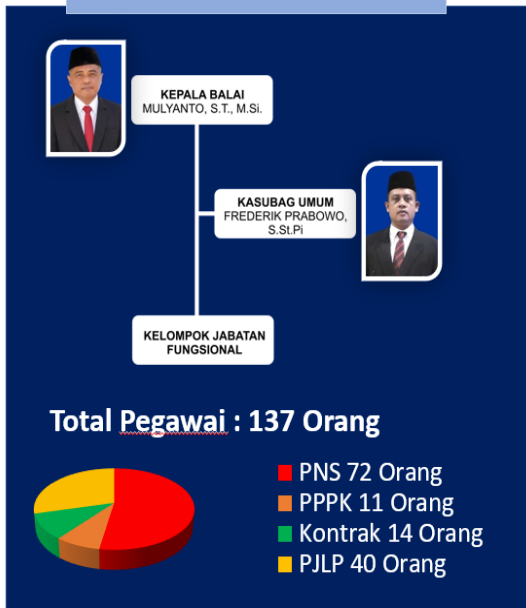 KEPALA BALAI
MULYANTO, S.T., M.Si.
KASUBAG UMUM
FREDERIK PRABOWO,
S.St.Pi
KELOMPOK JABATAN
FUNGSIONAL
Total Pegawai : 137 Orang
PNS 72 Orang
PPPK 11 Orang
Kontrak 14 Orang
PJLP 40 Orang